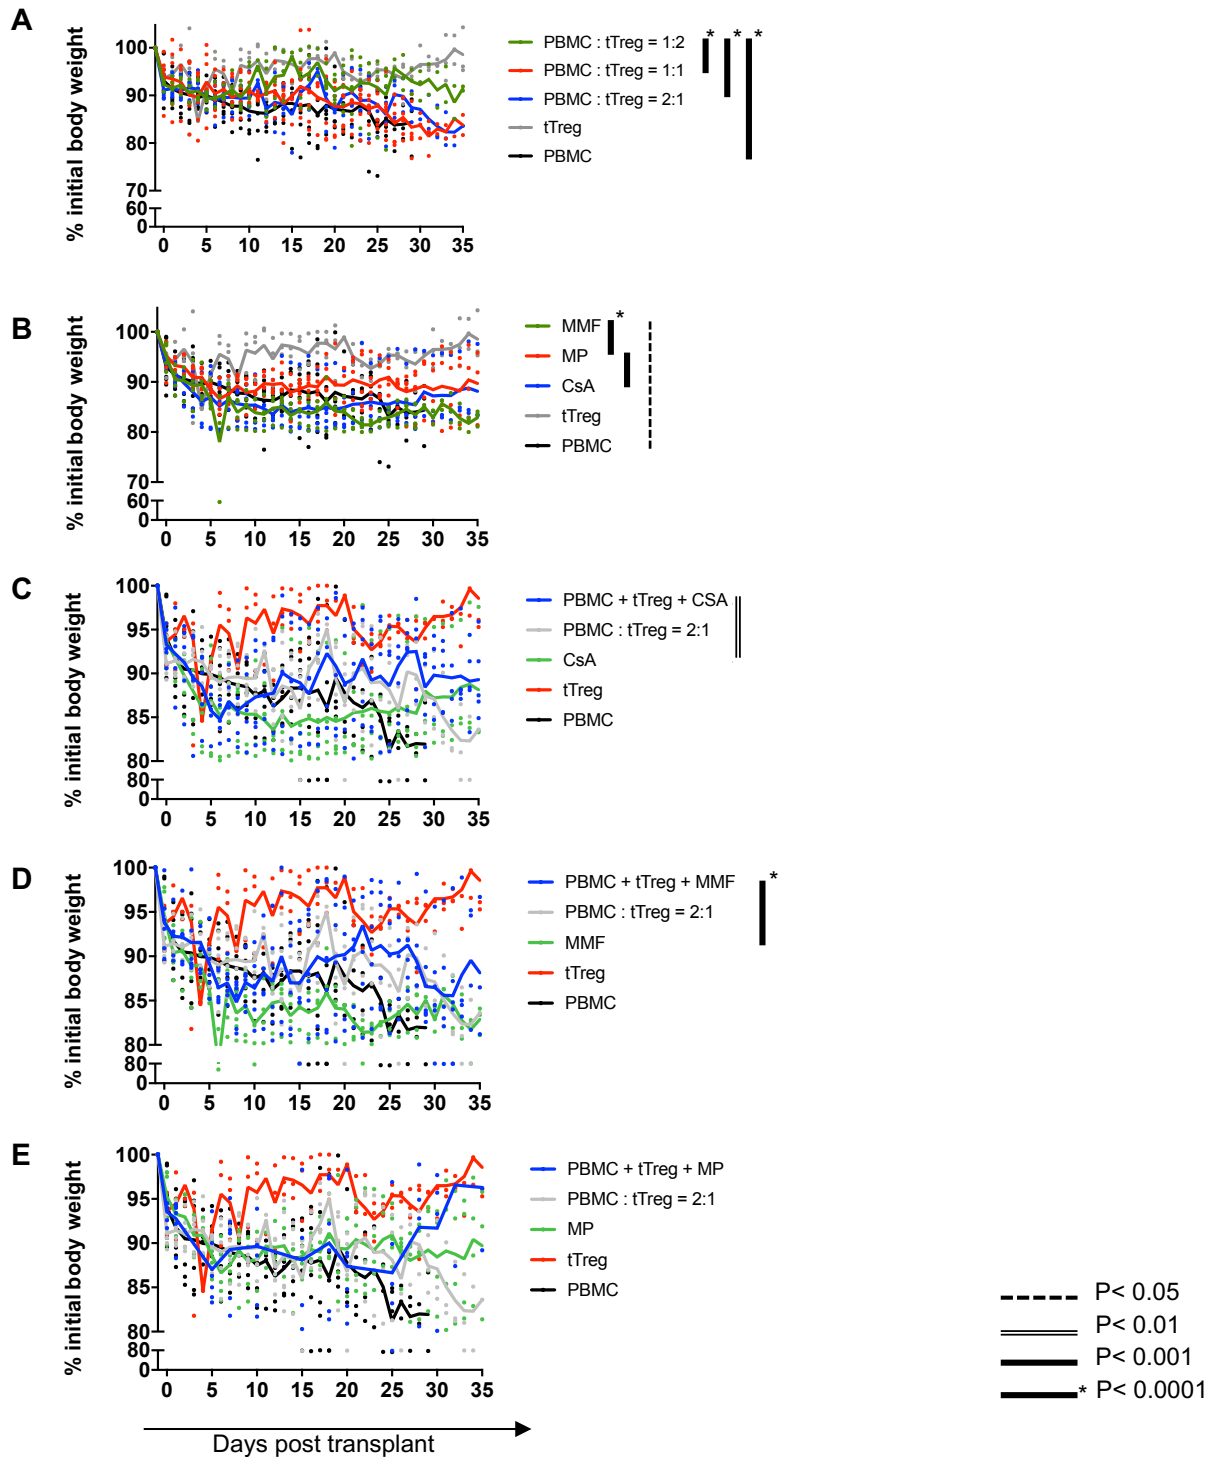 A
% initial body weight
100
90
80
70
60
0
0 5 10 15 20 25 30 35
PBMC : tTreg = 1:2
PBMC : tTreg = 1:1
PBMC : tTreg = 2:1
tTreg
PBMC
* * *
B
% initial body weight
100
90
80
70
60
0
0 5 10 15 20 25 30 35
MMF
MP
CsA
tTreg
PBMC
*
C
% initial body weight
100
95
90
85
80
80
0
0 5 10 15 20 25 30 35
PBMC + tTreg + CSA
PBMC : tTreg = 2:1
CsA
tTreg
PBMC
D
% initial body weight
100
95
90
85
80
80
0
0 5 10 15 20 25 30 35
PBMC + tTreg + MMF
PBMC : tTreg = 2:1
MMF
tTreg
PBMC
*
E
% initial body weight
100
95
90
85
80
80
0
0 5 10 15 20 25 30 35
PBMC + tTreg + MP
PBMC : tTreg = 2:1
MP
tTreg
PBMC
Days post transplant
P< 0.05
P< 0.01
P< 0.001
* P< 0.0001